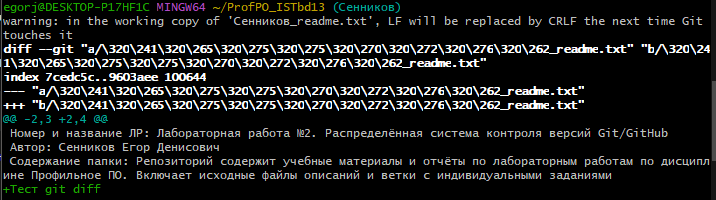 egorj@DESKTOP-P17HF1C MINGW64 ~/ProfPO_ISTbd13 (Сенников)
warning: in the working copy of 'Сенников_readme.txt', LF will be replaced by CRLF the next time Git
touches it
diff --git "a/\320\241\320\265\320\275\320\275\320\270\320\272\320\276\320\262_readme.txt" "b/\320\24
1\320\265\320\275\320\275\320\270\320\272\320\276\320\262_readme.txt"
index 7cedc5c..9603aee 100644
--- "a/\320\241\320\265\320\275\320\275\320\270\320\272\320\276\320\262_readme.txt"
+++ "b/\320\241\320\265\320\275\320\275\320\270\320\272\320\276\320\262_readme.txt"
@@ -2,3 +2,4 @@
Номер и название ЛР: Лабораторная работа №2. Распределённая система контроля версий Git/GitHub
Автор: Сенников Егор Денисович
Содержание папки: Репозиторий содержит учебные материалы и отчёты по лабораторным работам по дисципл
ине Профильное ПО. Включает исходные файлы описаний и ветки с индивидуальными заданиями
+Тест git diff